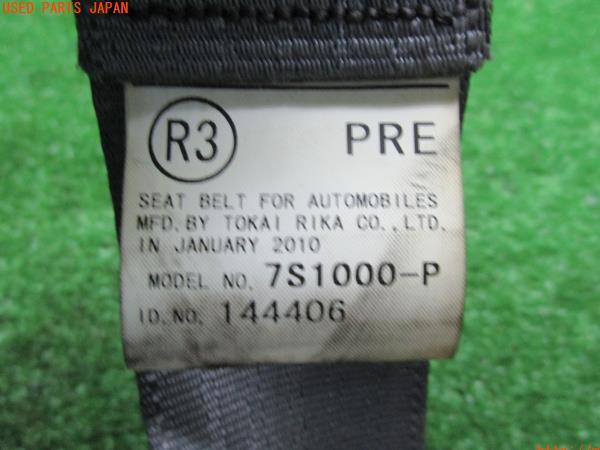 USED PARTS JAPAN
R3 PRE
SEAT BELT FOR AUTOMOBILES
MFD. BY TOKAI RIKA CO., LTD.
IN JANUARY 2010
MODEL NO. 7S1000-P
ID. NO. 144406